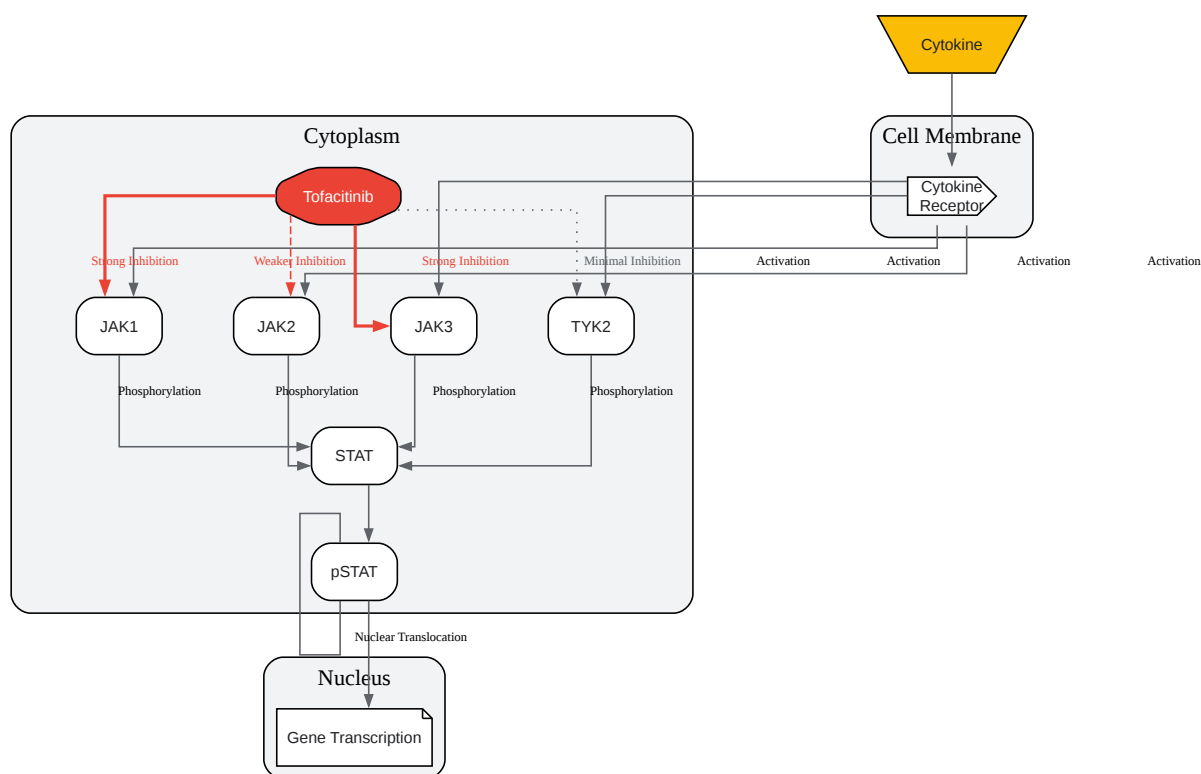 Cytokine
Cytoplasm
Cell Membrane
Tofacitinib
Cytokine
Receptor
Strong Inhibition
Weaker Inhibition
Strong Inhibition
Minimal Inhibition
Activation
Activation
Activation
Activation
JAK1
JAK2
JAK3
TYK2
Phosphorylation
Phosphorylation
Phosphorylation
Phosphorylation
STAT
pSTAT
Nuclear Translocation
Nucleus
Gene Transcription